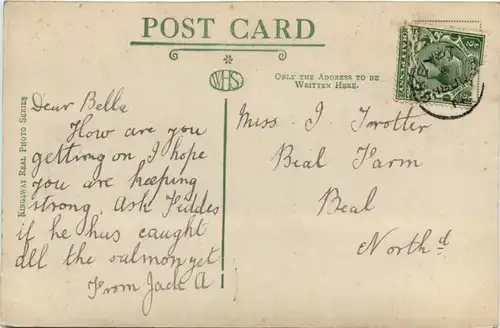 POST CARD
WHS
ONLY THE ADDRESS TO BE
WRITTEN HERE.
KINGSWAY REAL PHOTO SERIES
Dear Bella
How are you
getting on, I hope
you are keeping
strong. Ask Fiddes
if he has caught
all the salmon yet
From Jack A
Miss. I. Trotter
Beal Farm
Beal
North'd